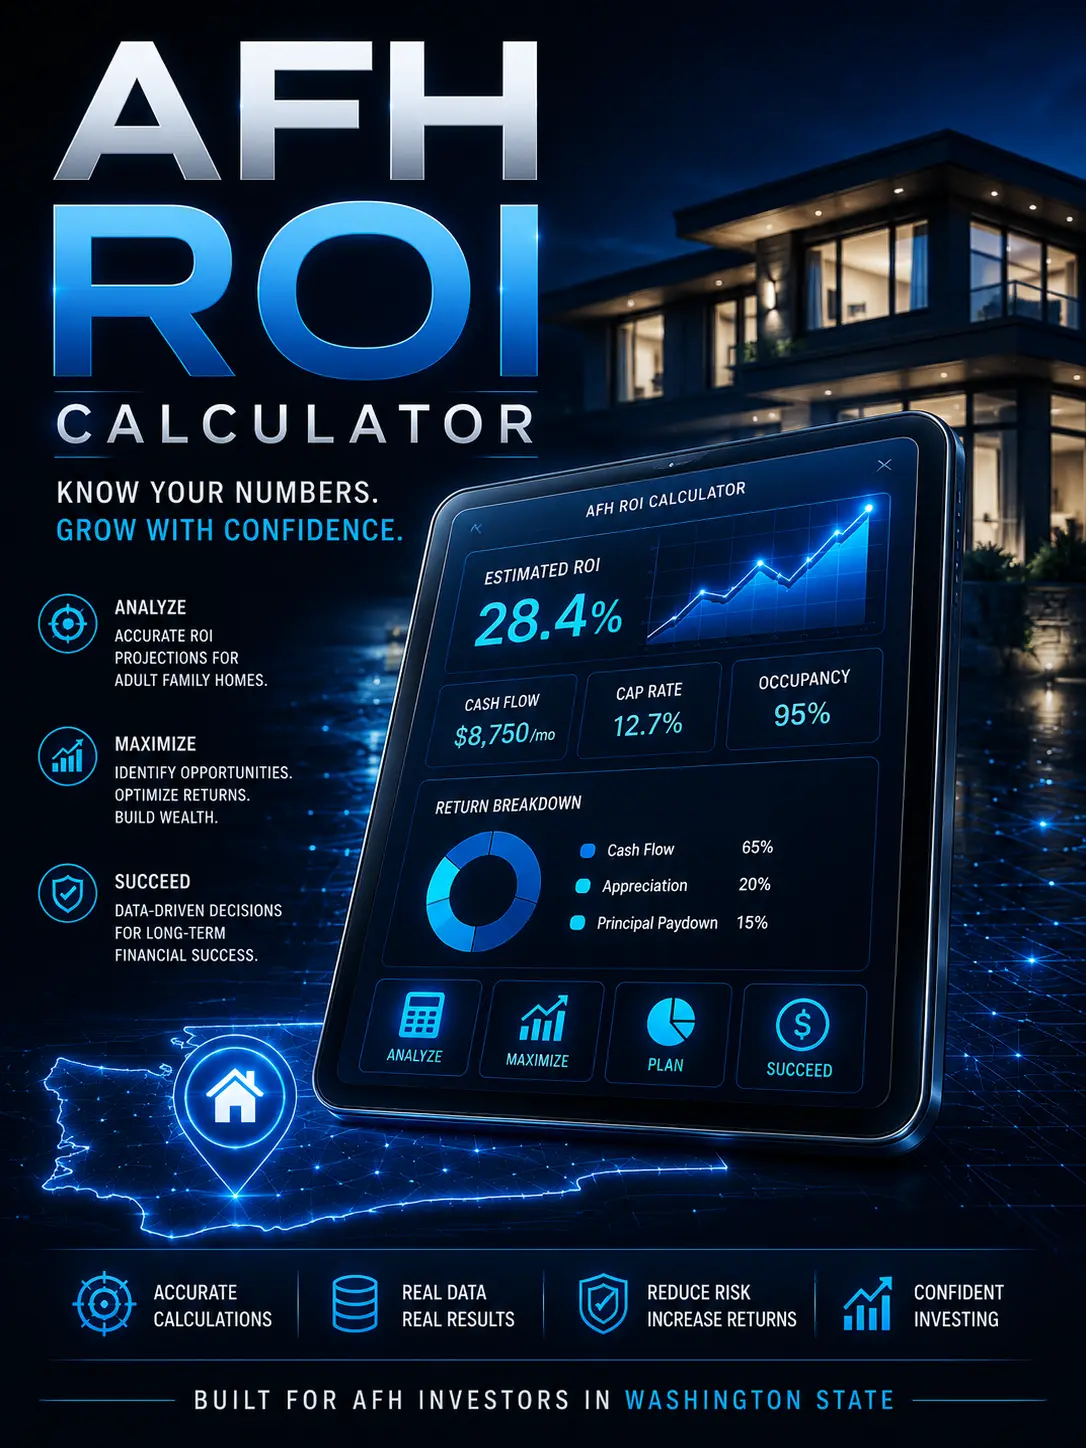 AFH
ROI
CALCULATOR
KNOW YOUR NUMBERS.
GROW WITH CONFIDENCE.
ANALYZE
ACCURATE ROI
PROJECTIONS FOR
ADULT FAMILY HOMES.
MAXIMIZE
IDENTIFY OPPORTUNITIES.
OPTIMIZE RETURNS.
BUILD WEALTH.
SUCCEED
DATA-DRIVEN DECISIONS
FOR LONG-TERM
FINANCIAL SUCCESS.
AFH ROI CALCULATOR
ESTIMATED ROI
28.4%
CASH FLOW
$8,750/mo
CAP RATE
12.7%
OCCUPANCY
95%
RETURN BREAKDOWN
Cash Flow 65%
Appreciation 20%
Principal Paydown 15%
ANALYZE
MAXIMIZE
PLAN
SUCCEED
ACCURATE
CALCULATIONS
REAL DATA
REAL RESULTS
REDUCE RISK
INCREASE RETURNS
CONFIDENT
INVESTING
BUILT FOR AFH INVESTORS IN WASHINGTON STATE